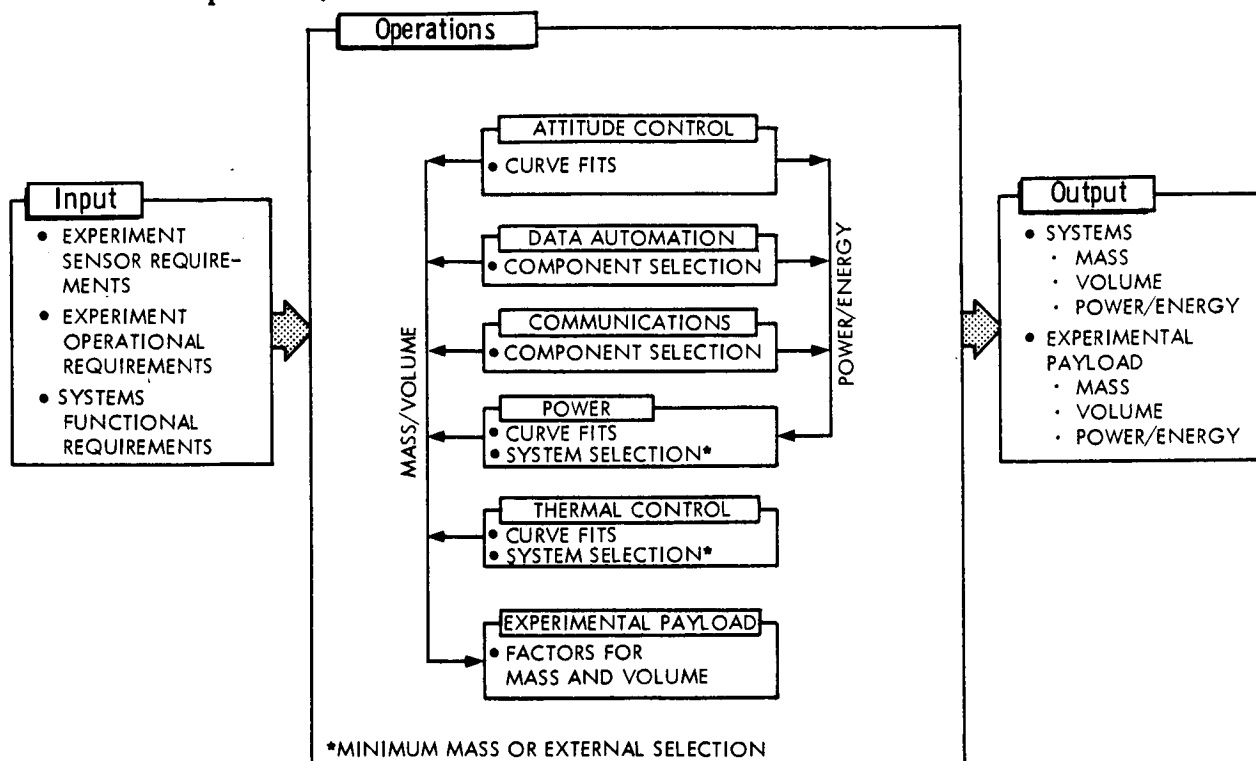 Operations
Input
• EXPERIMENT
SENSOR REQUIRE-
MENTS
• EXPERIMENT
OPERATIONAL
REQUIREMENTS
• SYSTEMS
FUNCTIONAL
REQUIREMENTS
MASS/VOLUME
ATTITUDE CONTROL
• CURVE FITS
DATA AUTOMATION
• COMPONENT SELECTION
COMMUNICATIONS
• COMPONENT SELECTION
POWER
• CURVE FITS
• SYSTEM SELECTION*
THERMAL CONTROL
• CURVE FITS
• SYSTEM SELECTION*
EXPERIMENTAL PAYLOAD
• FACTORS FOR
MASS AND VOLUME
POWER/ENERGY
*MINIMUM MASS OR EXTERNAL SELECTION
Output
• SYSTEMS
· MASS
· VOLUME
· POWER/ENERGY
• EXPERIMENTAL
PAYLOAD
· MASS
· VOLUME
· POWER/ENERGY